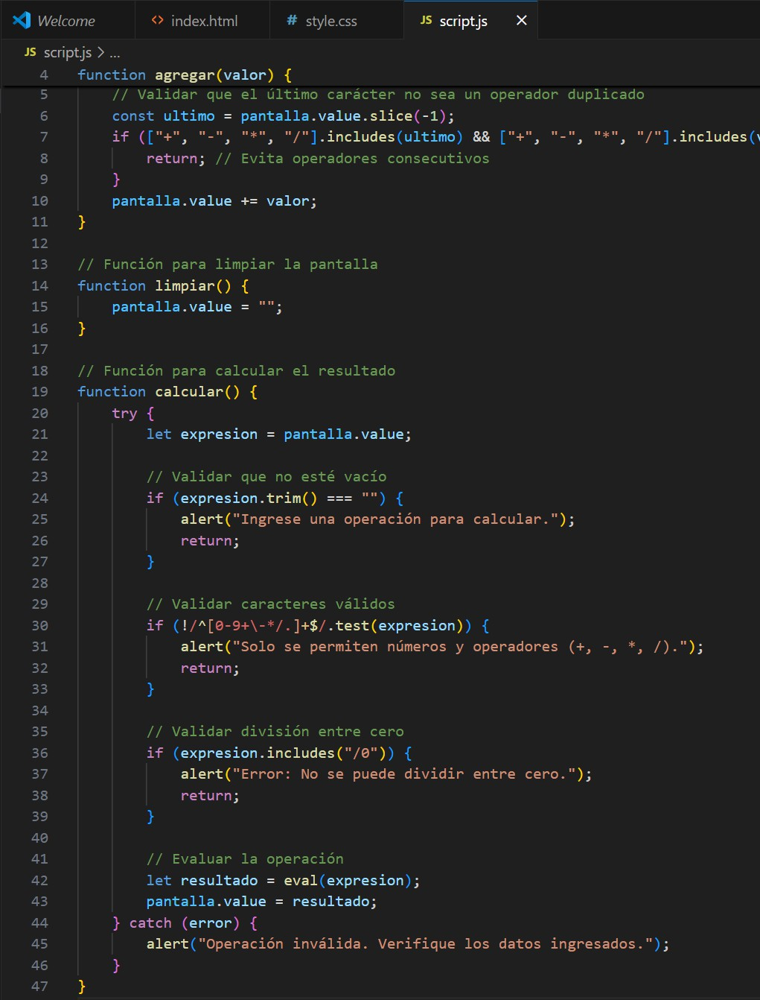 Welcome
index.html
# style.css
JS script.js ×
JS script.js > ...
4 function agregar(valor) {
5 // Validar que el último carácter no sea un operador duplicado
6 const ultimo = pantalla.value.slice(-1);
7 if (["+", "-", "*", "/"].includes(ultimo) && ["+", "-", "*", "/"].includes(
8 return; // Evita operadores consecutivos
9 }
10 pantalla.value += valor;
11 }
12
13 // Función para limpiar la pantalla
14 function limpiar() {
15 pantalla.value = "";
16 }
17
18 // Función para calcular el resultado
19 function calcular() {
20 try {
21 let expresion = pantalla.value;
22
23 // Validar que no esté vacío
24 if (expresion.trim() === "") {
25 alert("Ingrese una operación para calcular.");
26 return;
27 }
28
29 // Validar caracteres válidos
30 if (!/^[0-9+\-*/.]+$/.test(expresion)) {
31 alert("Solo se permiten números y operadores (+, -, *, /).");
32 return;
33 }
34
35 // Validar división entre cero
36 if (expresion.includes("/0")) {
37 alert("Error: No se puede dividir entre cero.");
38 return;
39 }
40
41 // Evaluar la operación
42 let resultado = eval(expresion);
43 pantalla.value = resultado;
44 } catch (error) {
45 alert("Operación inválida. Verifique los datos ingresados.");
46 }
47 }